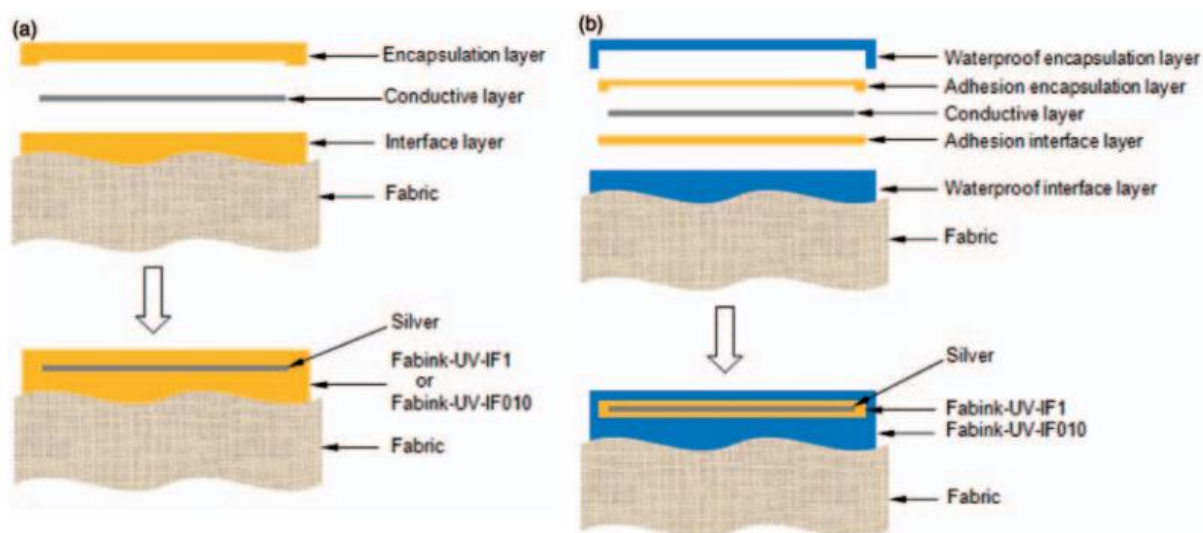 (a)
Encapsulation layer
Conductive layer
Interface layer
Fabric
Silver
Fabink-UV-IF1
or
Fabink-UV-IF010
Fabric
(b)
Waterproof encapsulation layer
Adhesion encapsulation layer
Conductive layer
Adhesion interface layer
Waterproof interface layer
Fabric
Silver
Fabink-UV-IF1
Fabink-UV-IF010
Fabric